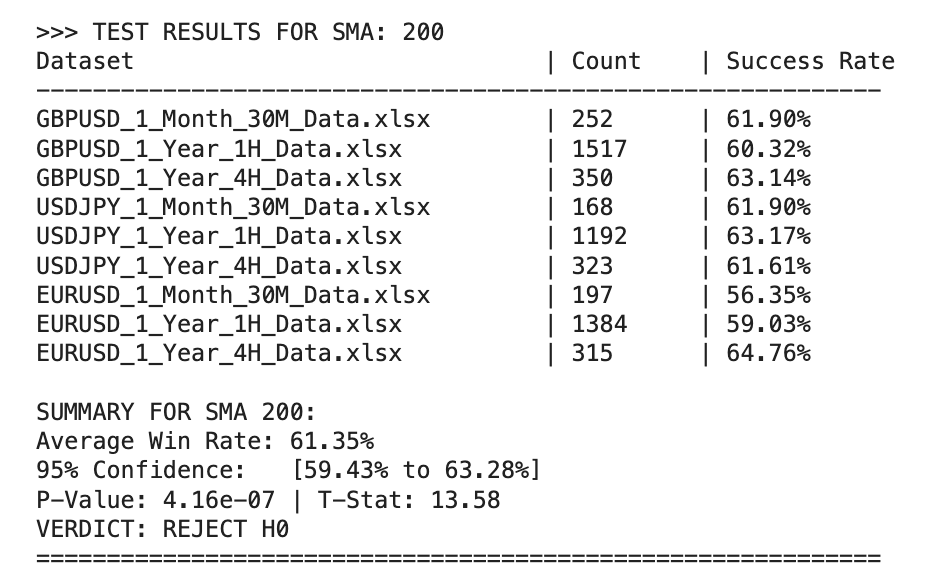 >>> TEST RESULTS FOR SMA: 200
Dataset | Count | Success Rate
------------------------------------------------------------
GBPUSD_1_Month_30M_Data.xlsx | 252 | 61.90%
GBPUSD_1_Year_1H_Data.xlsx | 1517 | 60.32%
GBPUSD_1_Year_4H_Data.xlsx | 350 | 63.14%
USDJPY_1_Month_30M_Data.xlsx | 168 | 61.90%
USDJPY_1_Year_1H_Data.xlsx | 1192 | 63.17%
USDJPY_1_Year_4H_Data.xlsx | 323 | 61.61%
EURUSD_1_Month_30M_Data.xlsx | 197 | 56.35%
EURUSD_1_Year_1H_Data.xlsx | 1384 | 59.03%
EURUSD_1_Year_4H_Data.xlsx | 315 | 64.76%
SUMMARY FOR SMA 200:
Average Win Rate: 61.35%
95% Confidence: [59.43% to 63.28%]
P-Value: 4.16e-07 | T-Stat: 13.58
VERDICT: REJECT H0
============================================================